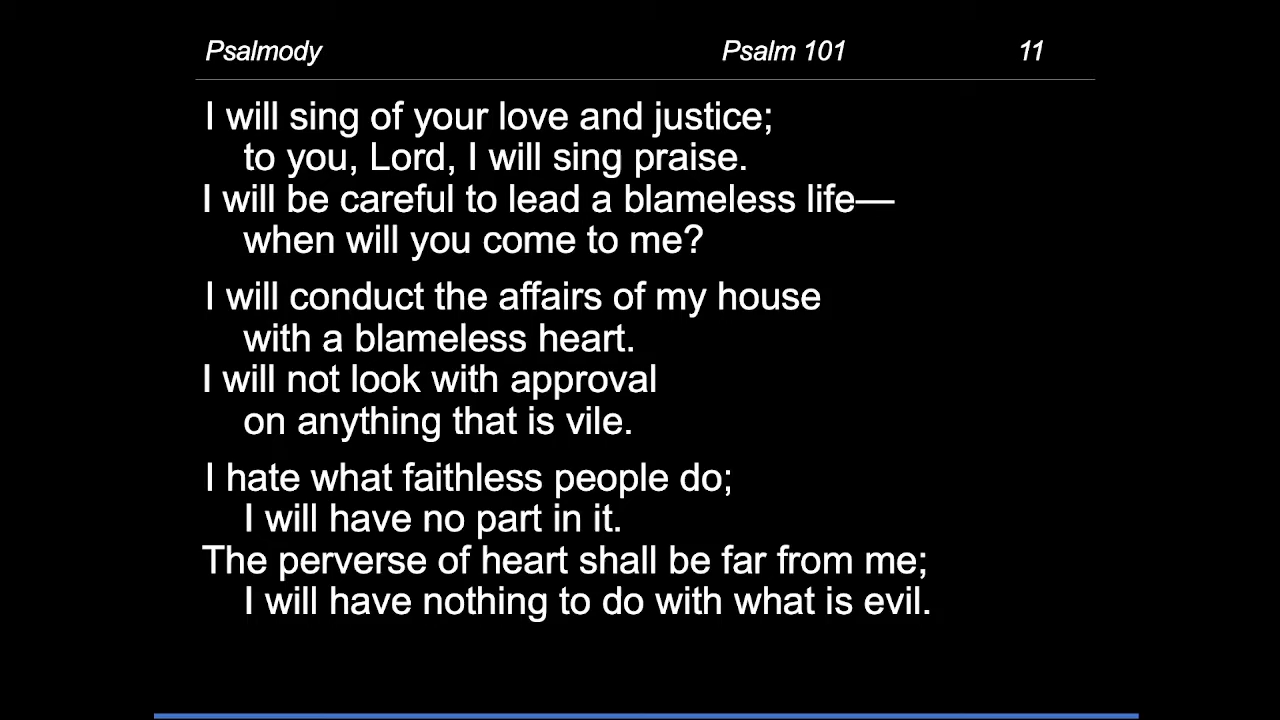 Psalmody Psalm 101 11
I will sing of your love and justice;
to you, Lord, I will sing praise.
I will be careful to lead a blameless life—
when will you come to me?
I will conduct the affairs of my house
with a blameless heart.
I will not look with approval
on anything that is vile.
I hate what faithless people do;
I will have no part in it.
The perverse of heart shall be far from me;
I will have nothing to do with what is evil.